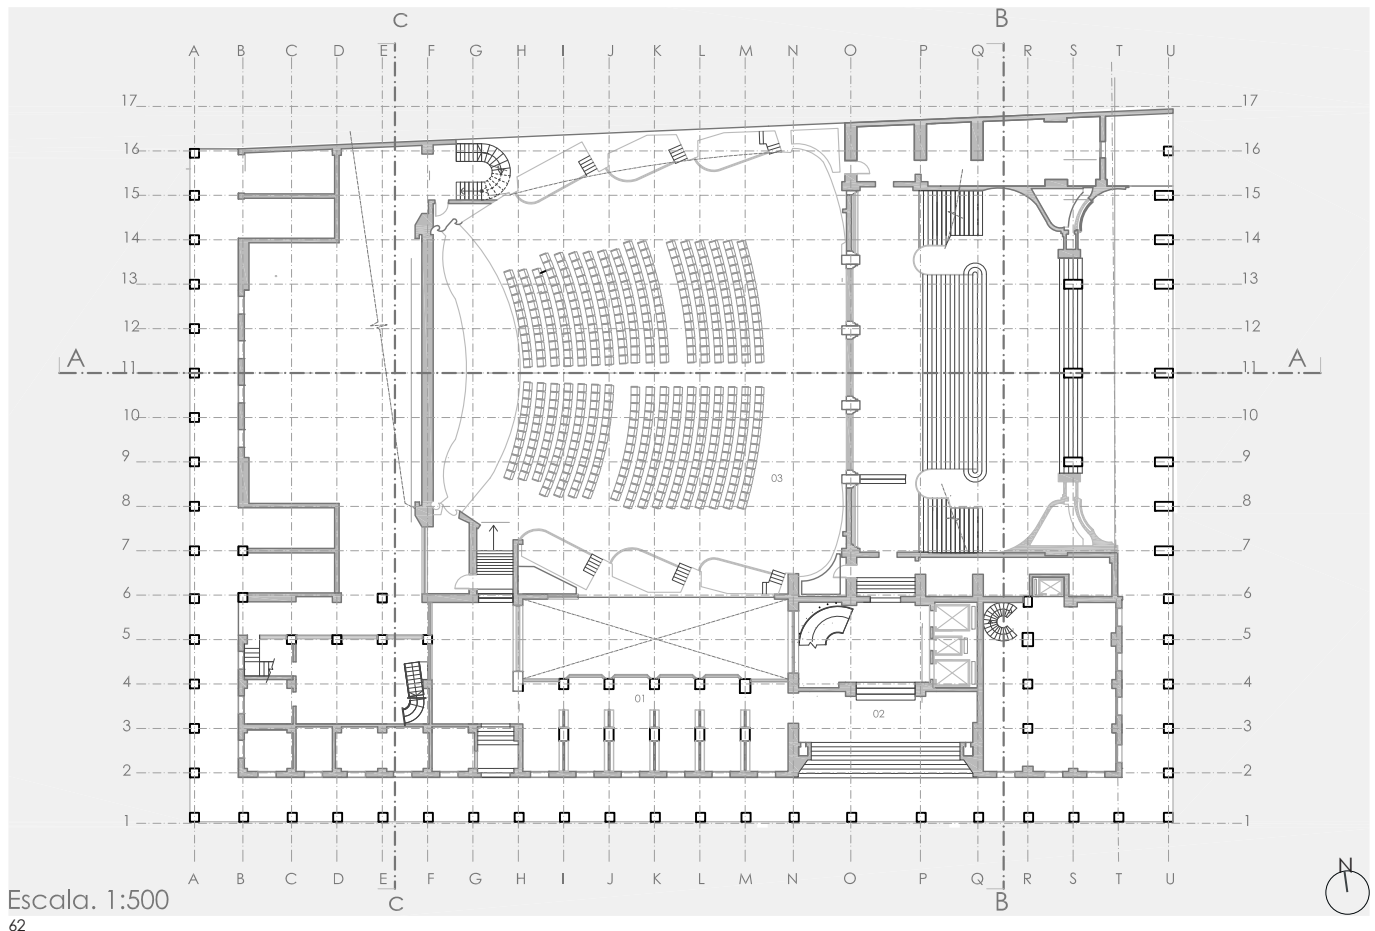 C B
A B C D E F G H I J K L M N O P Q R S T U
17 17
16 16
15 15
14 14
13 13
12 12
A 11 11 A
10 10
9 9
03
8 8
7 7
6 6
5 5
4 4
01
02
3 3
2 2
1 1
A B C D E F G H I J K L M N O P Q R S T U
N
Escala. 1:500
C B
62